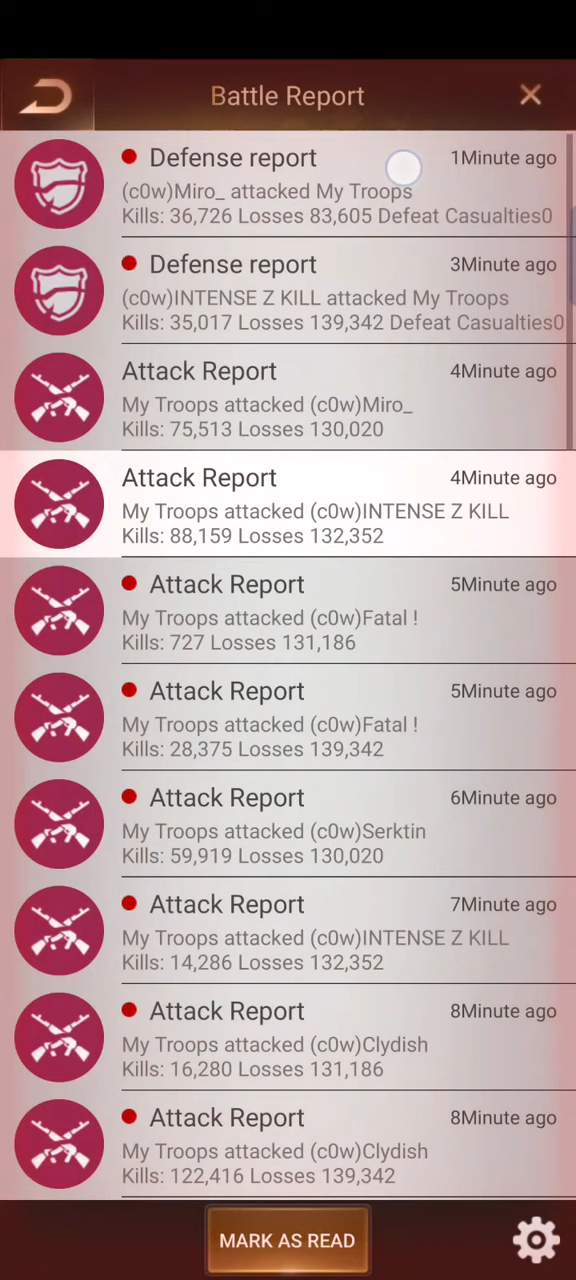 Battle Report
Defense report 1Minute ago
(c0w)Miro_ attacked My Troops
Kills: 36,726 Losses 83,605 Defeat Casualties0
Defense report 3Minute ago
(c0w)INTENSE Z KILL attacked My Troops
Kills: 35,017 Losses 139,342 Defeat Casualties0
Attack Report 4Minute ago
My Troops attacked (c0w)Miro_
Kills: 75,513 Losses 130,020
Attack Report 4Minute ago
My Troops attacked (c0w)INTENSE Z KILL
Kills: 88,159 Losses 132,352
Attack Report 5Minute ago
My Troops attacked (c0w)Fatal !
Kills: 727 Losses 131,186
Attack Report 5Minute ago
My Troops attacked (c0w)Fatal !
Kills: 28,375 Losses 139,342
Attack Report 6Minute ago
My Troops attacked (c0w)Serktin
Kills: 59,919 Losses 130,020
Attack Report 7Minute ago
My Troops attacked (c0w)INTENSE Z KILL
Kills: 14,286 Losses 132,352
Attack Report 8Minute ago
My Troops attacked (c0w)Clydish
Kills: 16,280 Losses 131,186
Attack Report 8Minute ago
My Troops attacked (c0w)Clydish
Kills: 122,416 Losses 139,342
MARK AS READ